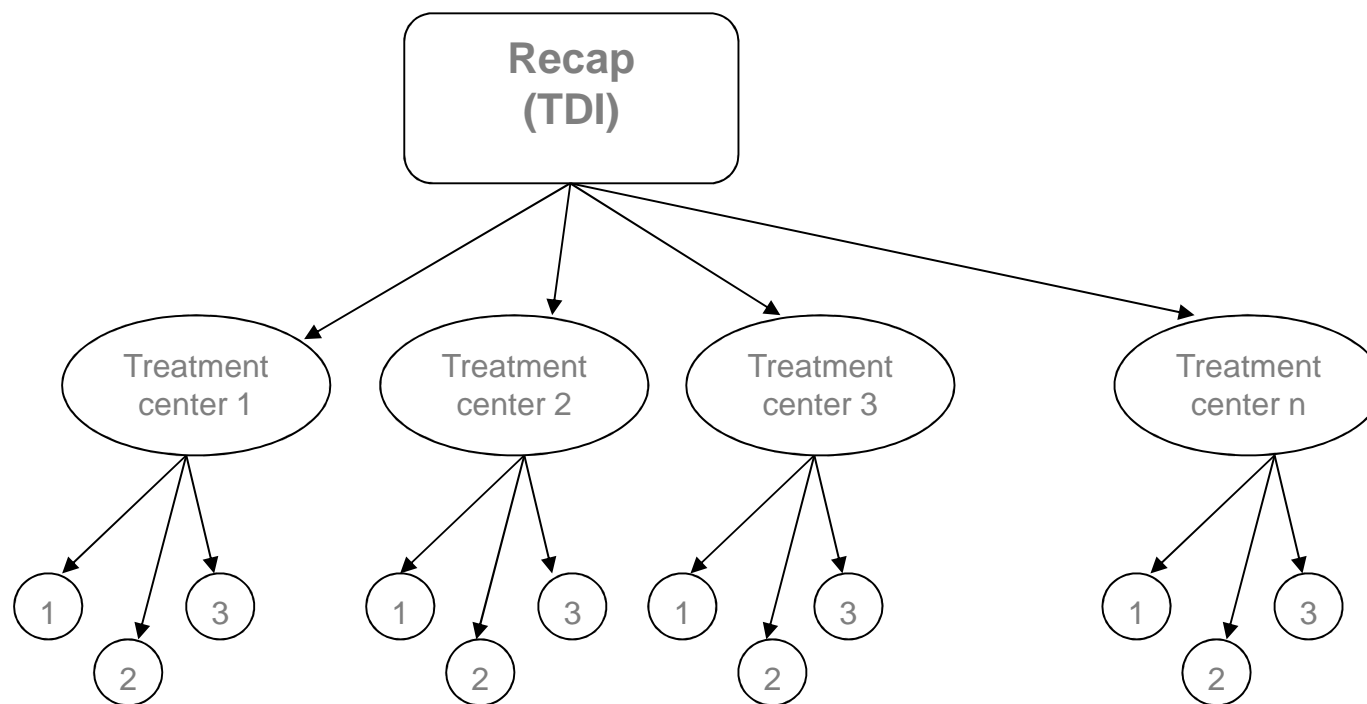 Recap
(TDI)
Treatment
center 1
Treatment
center 2
Treatment
center 3
Treatment
center n
1
2
3
1
2
3
1
2
3
1
2
3